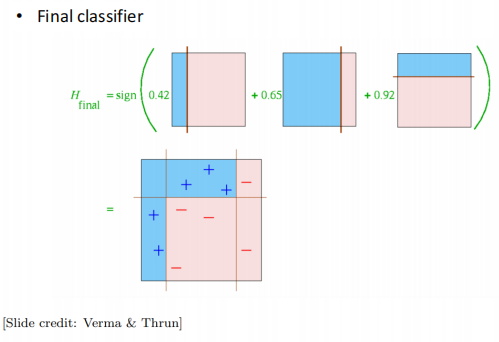 • Final classifier
H final = sign ( 0.42 + 0.65 + 0.92 )
=
[Slide credit: Verma & Thrun]